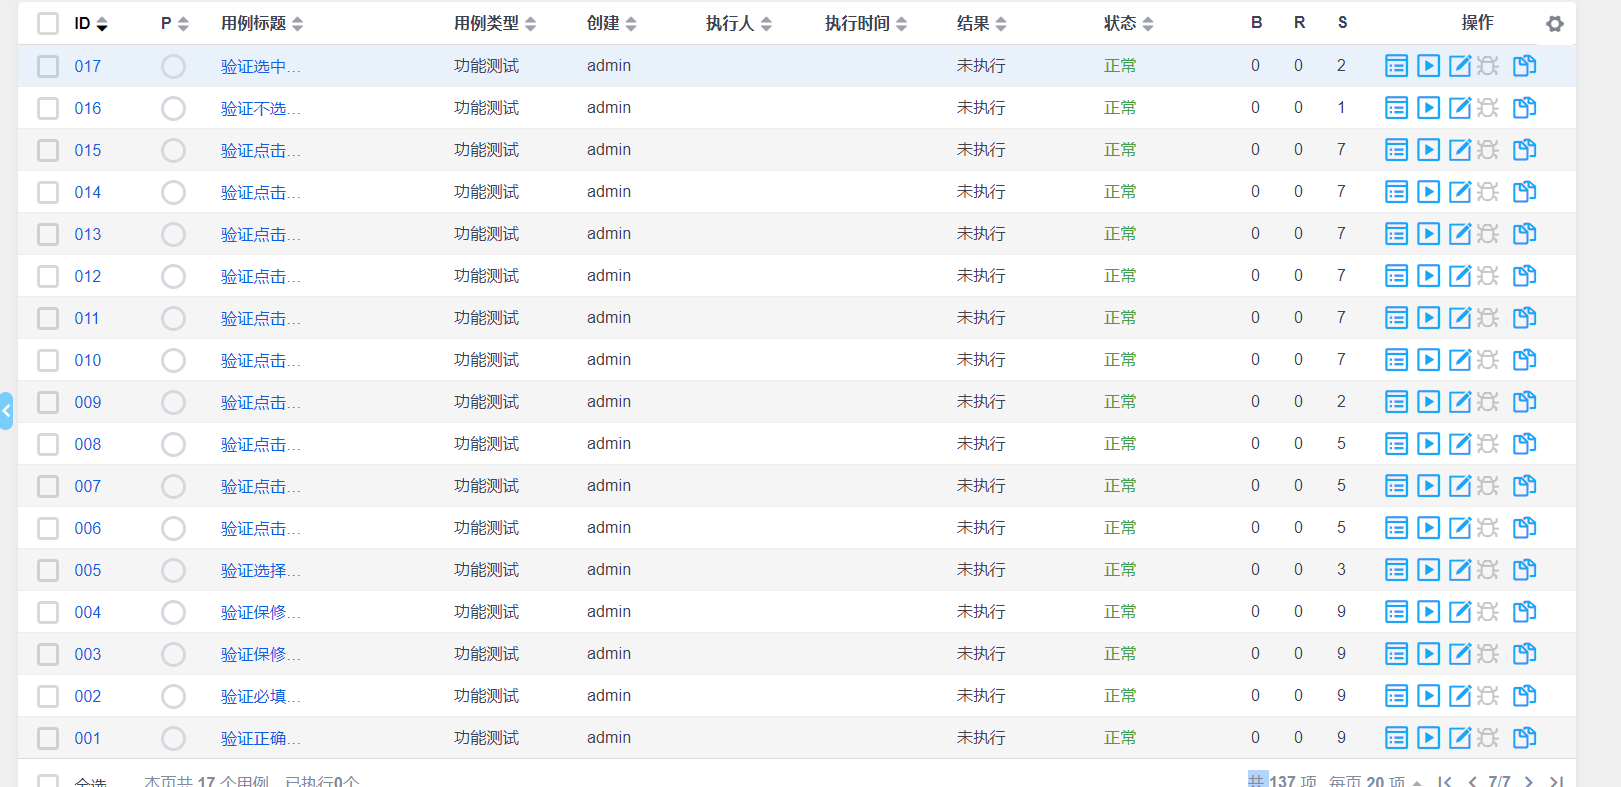 ID P 用例标题 用例类型 创建 执行人 执行时间 结果 状态 B R S 操作
017 验证选中... 功能测试 admin 未执行 正常 0 0 2
016 验证不选... 功能测试 admin 未执行 正常 0 0 1
015 验证点击... 功能测试 admin 未执行 正常 0 0 7
014 验证点击... 功能测试 admin 未执行 正常 0 0 7
013 验证点击... 功能测试 admin 未执行 正常 0 0 7
012 验证点击... 功能测试 admin 未执行 正常 0 0 7
011 验证点击... 功能测试 admin 未执行 正常 0 0 7
010 验证点击... 功能测试 admin 未执行 正常 0 0 7
009 验证点击... 功能测试 admin 未执行 正常 0 0 2
008 验证点击... 功能测试 admin 未执行 正常 0 0 5
007 验证点击... 功能测试 admin 未执行 正常 0 0 5
006 验证点击... 功能测试 admin 未执行 正常 0 0 5
005 验证选择... 功能测试 admin 未执行 正常 0 0 3
004 验证保修... 功能测试 admin 未执行 正常 0 0 9
003 验证保修... 功能测试 admin 未执行 正常 0 0 9
002 验证必填... 功能测试 admin 未执行 正常 0 0 9
001 验证正确... 功能测试 admin 未执行 正常 0 0 9
全选 本页共 17 个用例，已执行0个 共 137 项 每页 20 项 7/7